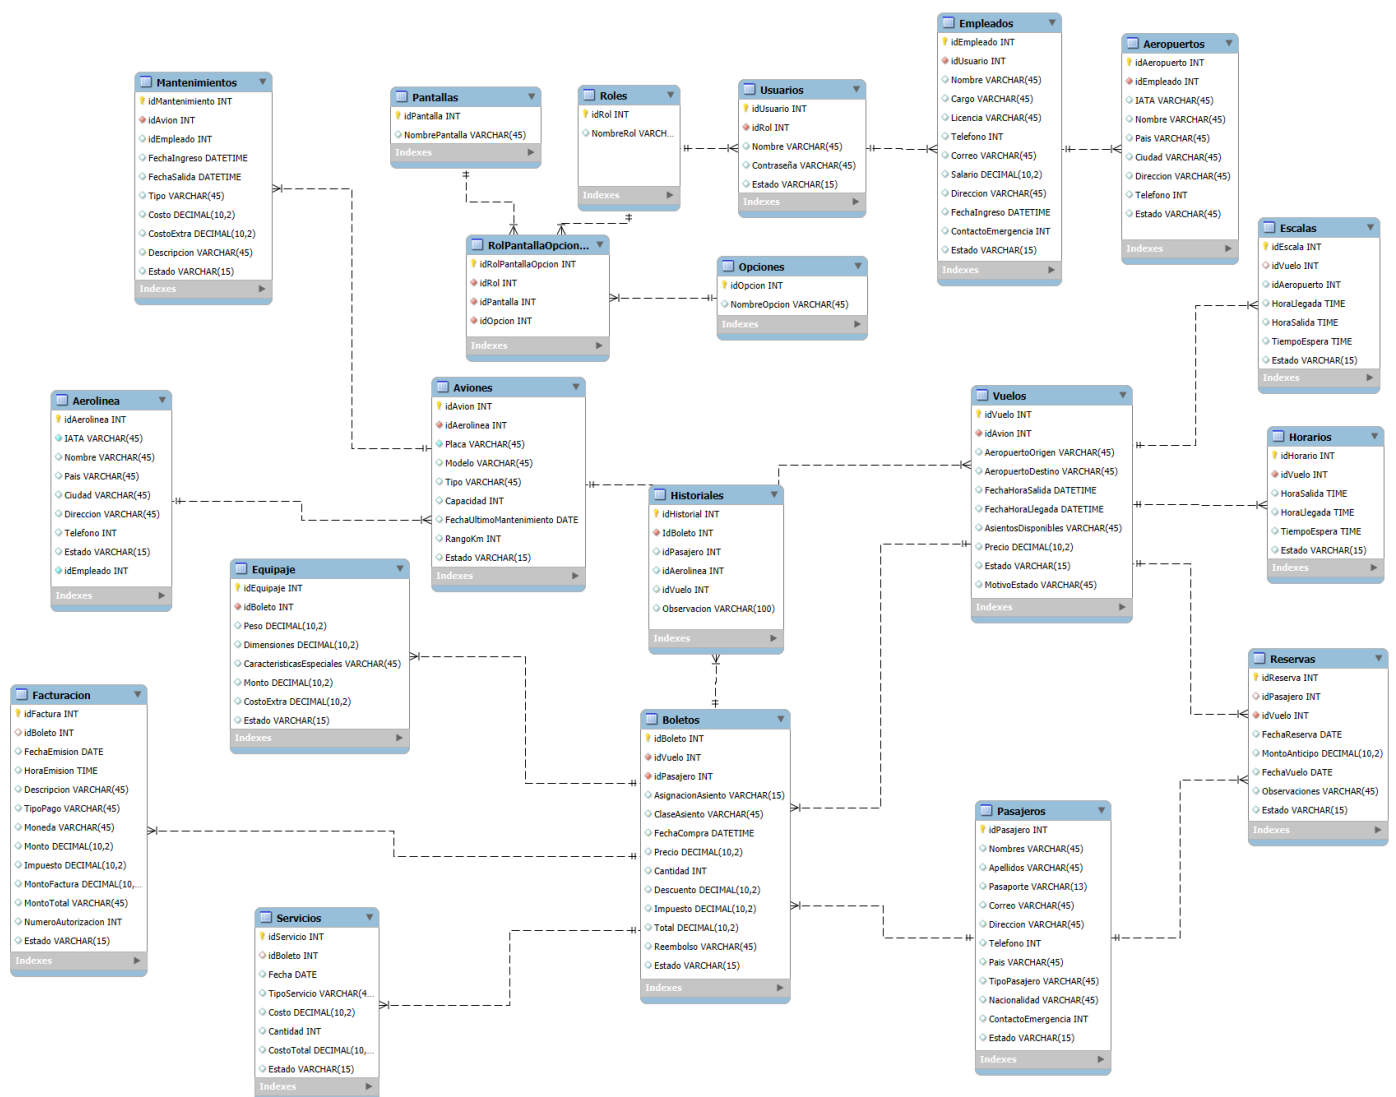 Mantenimientos
idMantenimiento INT
idAvion INT
idEmpleado INT
FechaIngreso DATETIME
FechaSalida DATETIME
Tipo VARCHAR(45)
Costo DECIMAL(10,2)
CostoExtra DECIMAL(10,2)
Descripcion VARCHAR(45)
Estado VARCHAR(15)
Indexes
Pantallas
idPantalla INT
NombrePantalla VARCHAR(45)
Indexes
Roles
idRol INT
NombreRol VARCH...
Indexes
Usuarios
idUsuario INT
idRol INT
Nombre VARCHAR(45)
Contraseña VARCHAR(45)
Estado VARCHAR(15)
Indexes
Empleados
idEmpleado INT
idUsuario INT
Nombre VARCHAR(45)
Cargo VARCHAR(45)
Licencia VARCHAR(45)
Telefono INT
Correo VARCHAR(45)
Salario DECIMAL(10,2)
Direccion VARCHAR(45)
FechaIngreso DATETIME
ContactoEmergencia INT
Estado VARCHAR(15)
Indexes
Aeropuertos
idAeropuerto INT
idEmpleado INT
IATA VARCHAR(45)
Nombre VARCHAR(45)
Pais VARCHAR(45)
Ciudad VARCHAR(45)
Direccion VARCHAR(45)
Telefono INT
Estado VARCHAR(45)
Indexes
RolPantallaOpcion...
idRolPantallaOpcion INT
idRol INT
idPantalla INT
idOpcion INT
Indexes
Opciones
idOpcion INT
NombreOpcion VARCHAR(45)
Indexes
Escalas
idEscala INT
idVuelo INT
idAeropuerto INT
HoraLlegada TIME
HoraSalida TIME
TiempoEspera TIME
Estado VARCHAR(15)
Indexes
Aerolinea
idAerolinea INT
IATA VARCHAR(45)
Nombre VARCHAR(45)
Pais VARCHAR(45)
Ciudad VARCHAR(45)
Direccion VARCHAR(45)
Telefono INT
Estado VARCHAR(15)
idEmpleado INT
Indexes
Aviones
idAvion INT
idAerolinea INT
Placa VARCHAR(45)
Modelo VARCHAR(45)
Tipo VARCHAR(45)
Capacidad INT
FechaUltimoMantenimiento DATE
RangoKm INT
Estado VARCHAR(15)
Indexes
Historiales
idHistorial INT
IdBoleto INT
idPasajero INT
idAerolinea INT
idVuelo INT
Observacion VARCHAR(100)
Indexes
Vuelos
idVuelo INT
idAvion INT
AeropuertoOrigen VARCHAR(45)
AeropuertoDestino VARCHAR(45)
FechaHoraSalida DATETIME
FechaHoraLlegada DATETIME
AsientosDisponibles VARCHAR(45)
Precio DECIMAL(10,2)
Estado VARCHAR(15)
MotivoEstado VARCHAR(45)
Indexes
Horarios
idHorario INT
idVuelo INT
HoraSalida TIME
HoraLlegada TIME
TiempoEspera TIME
Estado VARCHAR(15)
Indexes
Equipaje
idEquipaje INT
idBoleto INT
Peso DECIMAL(10,2)
Dimensiones DECIMAL(10,2)
CaracteristicasEspeciales VARCHAR(45)
Monto DECIMAL(10,2)
CostoExtra DECIMAL(10,2)
Estado VARCHAR(15)
Indexes
Facturacion
idFactura INT
idBoleto INT
FechaEmision DATE
HoraEmision TIME
Descripcion VARCHAR(45)
TipoPago VARCHAR(45)
Moneda VARCHAR(45)
Monto DECIMAL(10,2)
Impuesto DECIMAL(10,2)
MontoFactura DECIMAL(10,...
MontoTotal VARCHAR(45)
NumeroAutorizacion INT
Estado VARCHAR(15)
Indexes
Boletos
idBoleto INT
idVuelo INT
idPasajero INT
AsignacionAsiento VARCHAR(15)
ClaseAsiento VARCHAR(45)
FechaCompra DATETIME
Precio DECIMAL(10,2)
Cantidad INT
Descuento DECIMAL(10,2)
Impuesto DECIMAL(10,2)
Total DECIMAL(10,2)
Reembolso VARCHAR(45)
Estado VARCHAR(15)
Indexes
Reservas
idReserva INT
idPasajero INT
idVuelo INT
FechaReserva DATE
MontoAnticipo DECIMAL(10,2)
FechaVuelo DATE
Observaciones VARCHAR(45)
Estado VARCHAR(15)
Indexes
Pasajeros
idPasajero INT
Nombres VARCHAR(45)
Apellidos VARCHAR(45)
Pasaporte VARCHAR(13)
Correo VARCHAR(45)
Direccion VARCHAR(45)
Telefono INT
Pais VARCHAR(45)
TipoPasajero VARCHAR(45)
Nacionalidad VARCHAR(45)
ContactoEmergencia INT
Estado VARCHAR(15)
Indexes
Servicios
idServicio INT
idBoleto INT
Fecha DATE
TipoServicio VARCHAR(4...
Costo DECIMAL(10,2)
Cantidad INT
CostoTotal DECIMAL(10,...
Estado VARCHAR(15)
Indexes